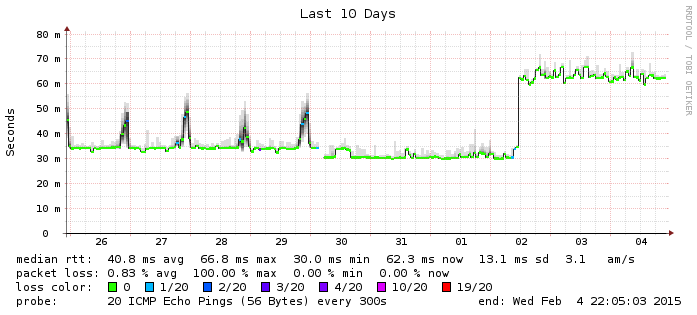 Last 10 Days
RRDTOOL / TOBI OETIKER
Seconds
80 m
70 m
60 m
50 m
40 m
30 m
20 m
10 m
0
26 27 28 29 30 31 01 02 03 04
median rtt: 40.8 ms avg 66.8 ms max 30.0 ms min 62.3 ms now 13.1 ms sd 3.1 am/s
packet loss: 0.83 % avg 100.00 % max 0.00 % min 0.00 % now
loss color: 0 1/20 2/20 3/20 4/20 10/20 19/20
probe: 20 ICMP Echo Pings (56 Bytes) every 300s end: Wed Feb 4 22:05:03 2015